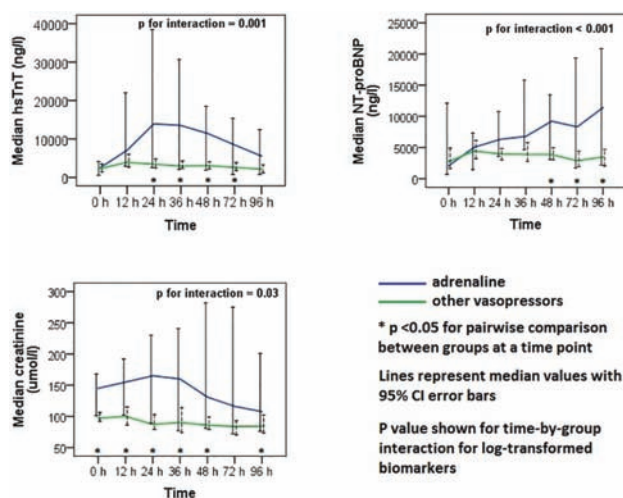 p for interaction = 0.001
Median hsTnT (ng/l)
40000
30000
20000
10000
0
0 h 12 h 24 h 36 h 48 h 72 h 96 h
* * * *
Time
p for interaction < 0.001
Median NT-proBNP
(ng/l)
25000
20000
15000
10000
5000
0
0 h 12 h 24 h 36 h 48 h 72 h 96 h
* * *
Time
p for interaction = 0.03
Median creatinine
(umol/l)
300
250
200
150
100
50
0 h 12 h 24 h 36 h 48 h 72 h 96 h
* * * * * *
Time
adrenaline
other vasopressors
* p <0.05 for pairwise comparison
between groups at a time point
Lines represent median values with
95% CI error bars
P value shown for time-by-group
interaction for log-transformed
biomarkers